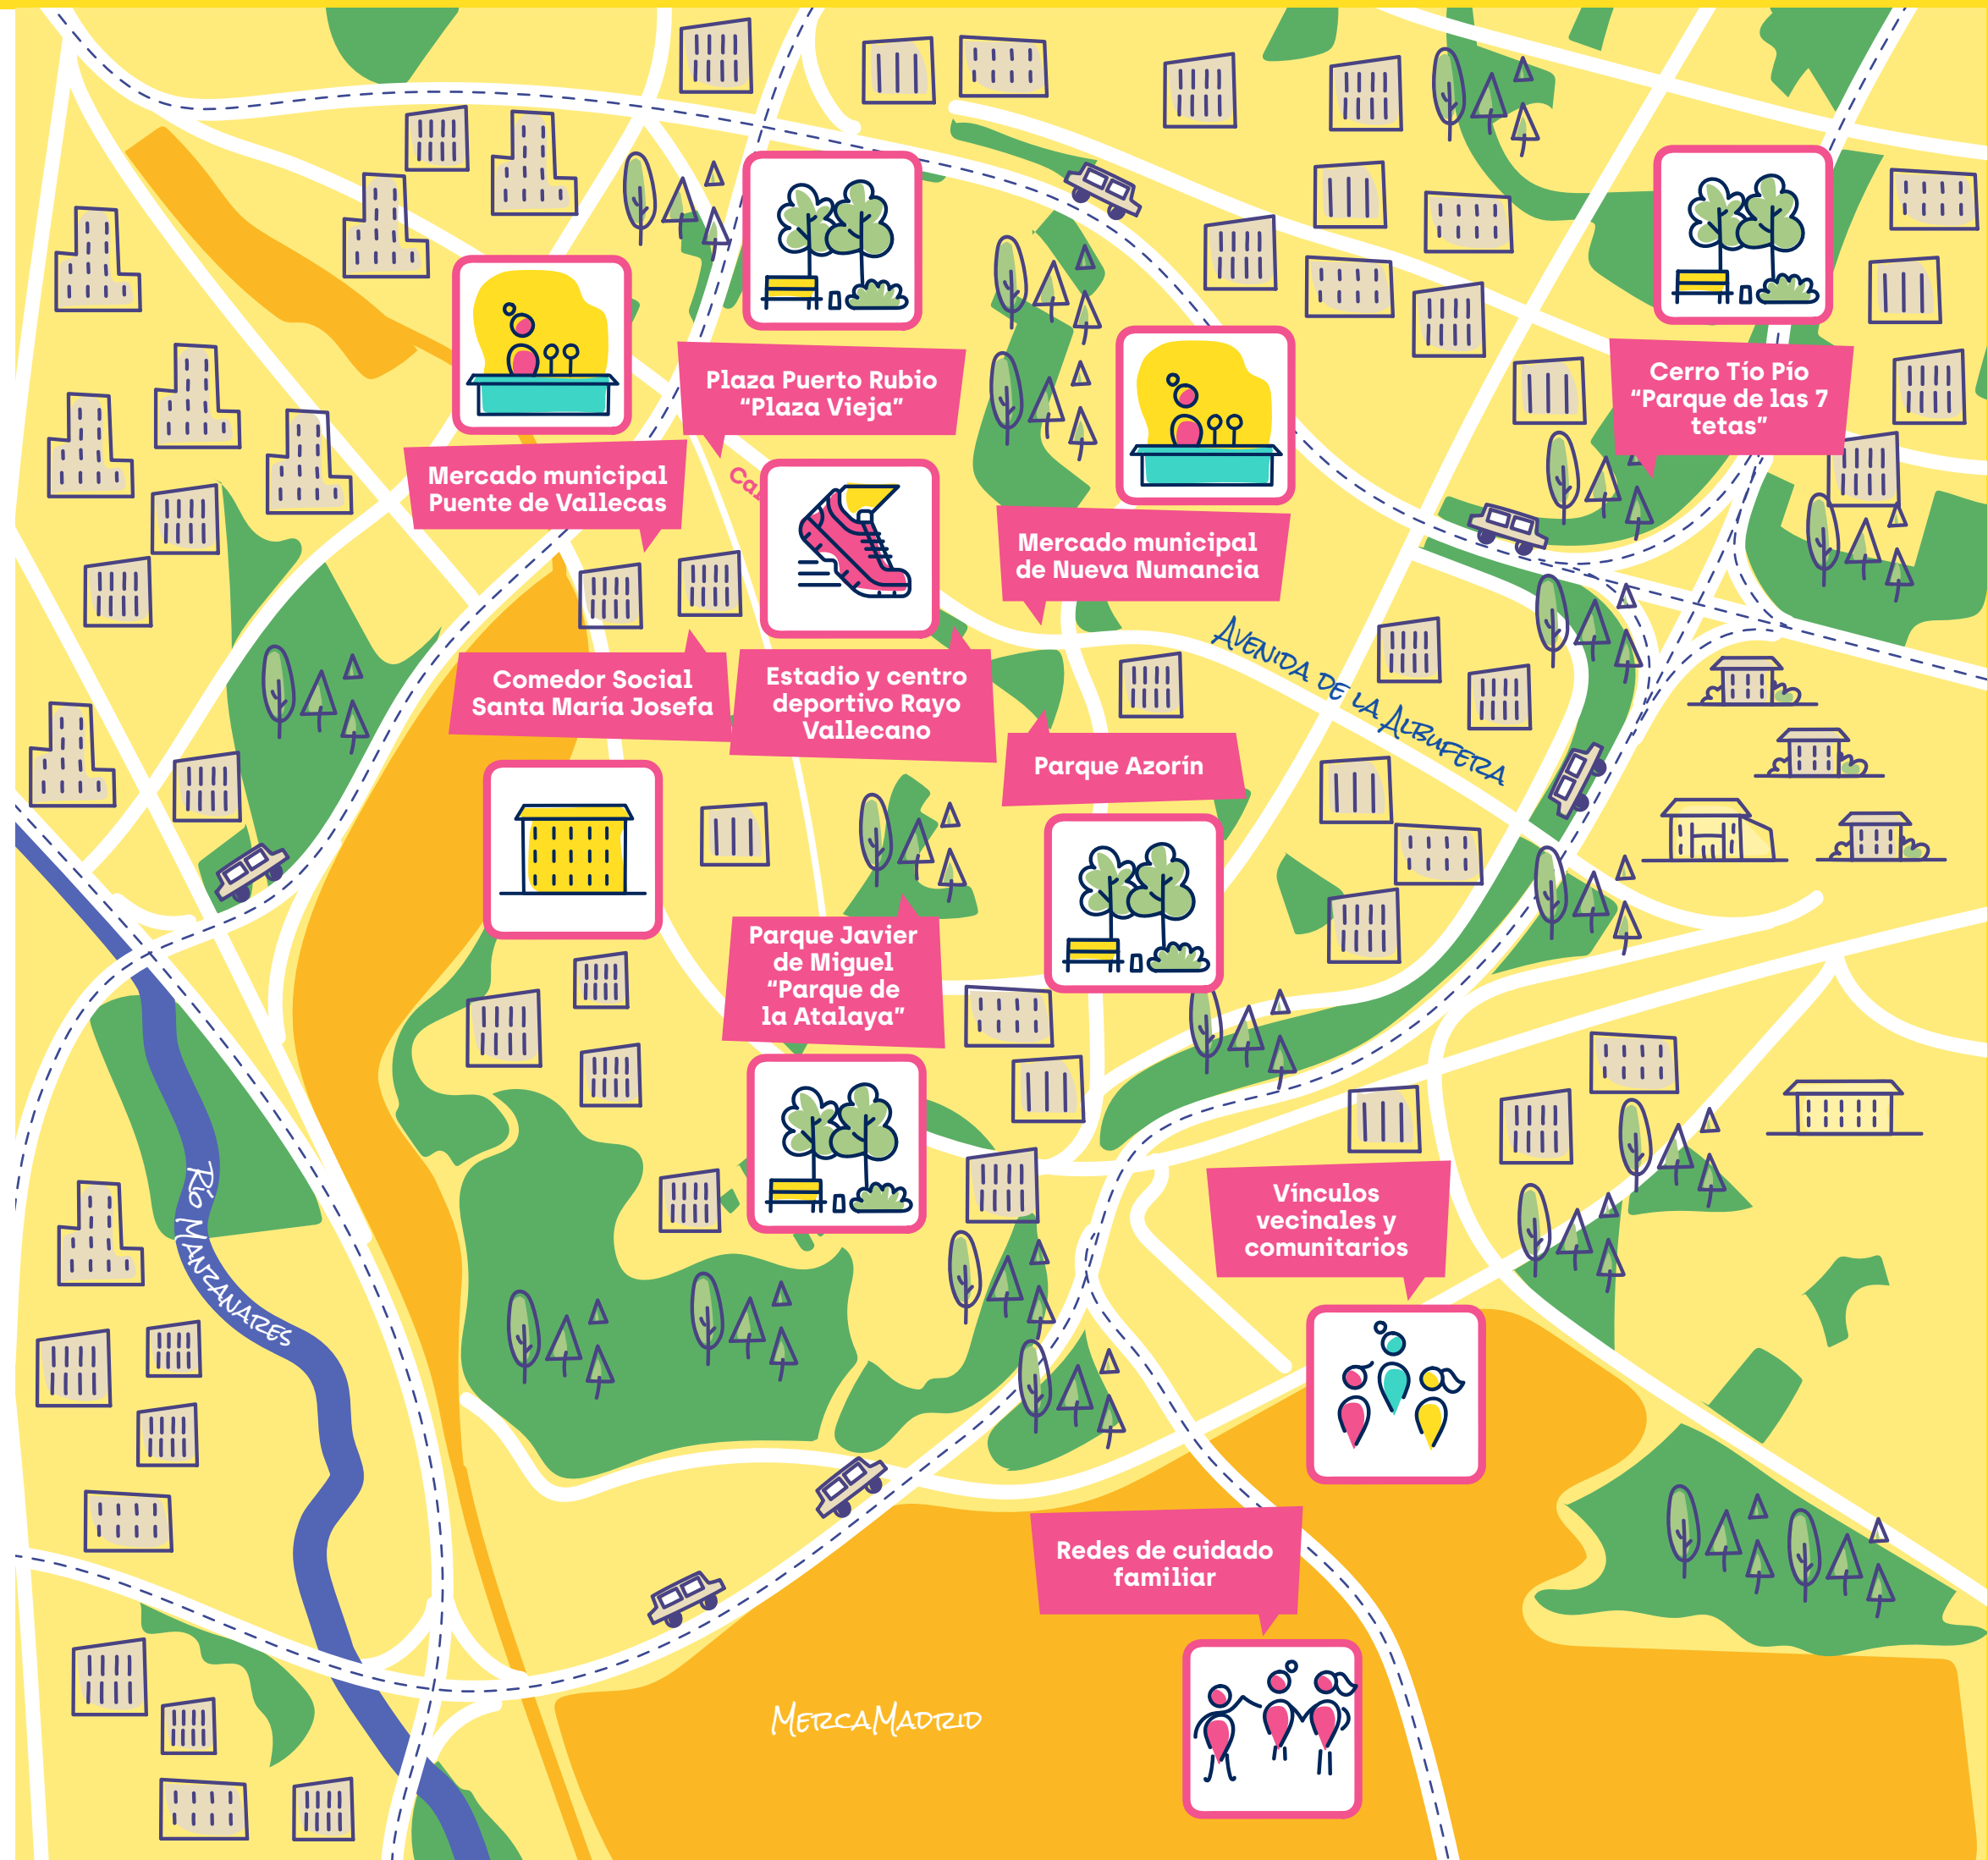 Plaza Puerto Rubio
“Plaza Vieja”
Cerro Tío Pío
“Parque de las 7
tetas”
Mercado municipal
Puente de Vallecas
Mercado municipal
de Nueva Numancia
AVENIDA DE LA ALBUFERA
Comedor Social
Santa María Josefa
Estadio y centro
deportivo Rayo
Vallecano
Parque Azorín
Parque Javier
de Miguel
“Parque de
la Atalaya”
RÍO MANZANARES
Vínculos
vecinales y
comunitarios
Redes de cuidado
familiar
MERCAMADRID